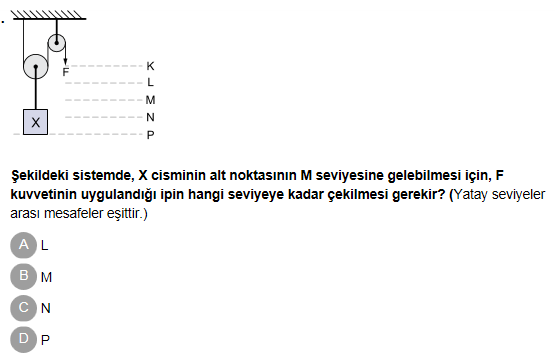 F
K
L
M
N
P
X
Şekildeki sistemde, X cisminin alt noktasının M seviyesine gelebilmesi için, F
kuvvetinin uygulandığı ipin hangi seviyeye kadar çekilmesi gerekir? (Yatay seviyeler
arası mesafeler eşittir.)
A L
B M
C N
D P